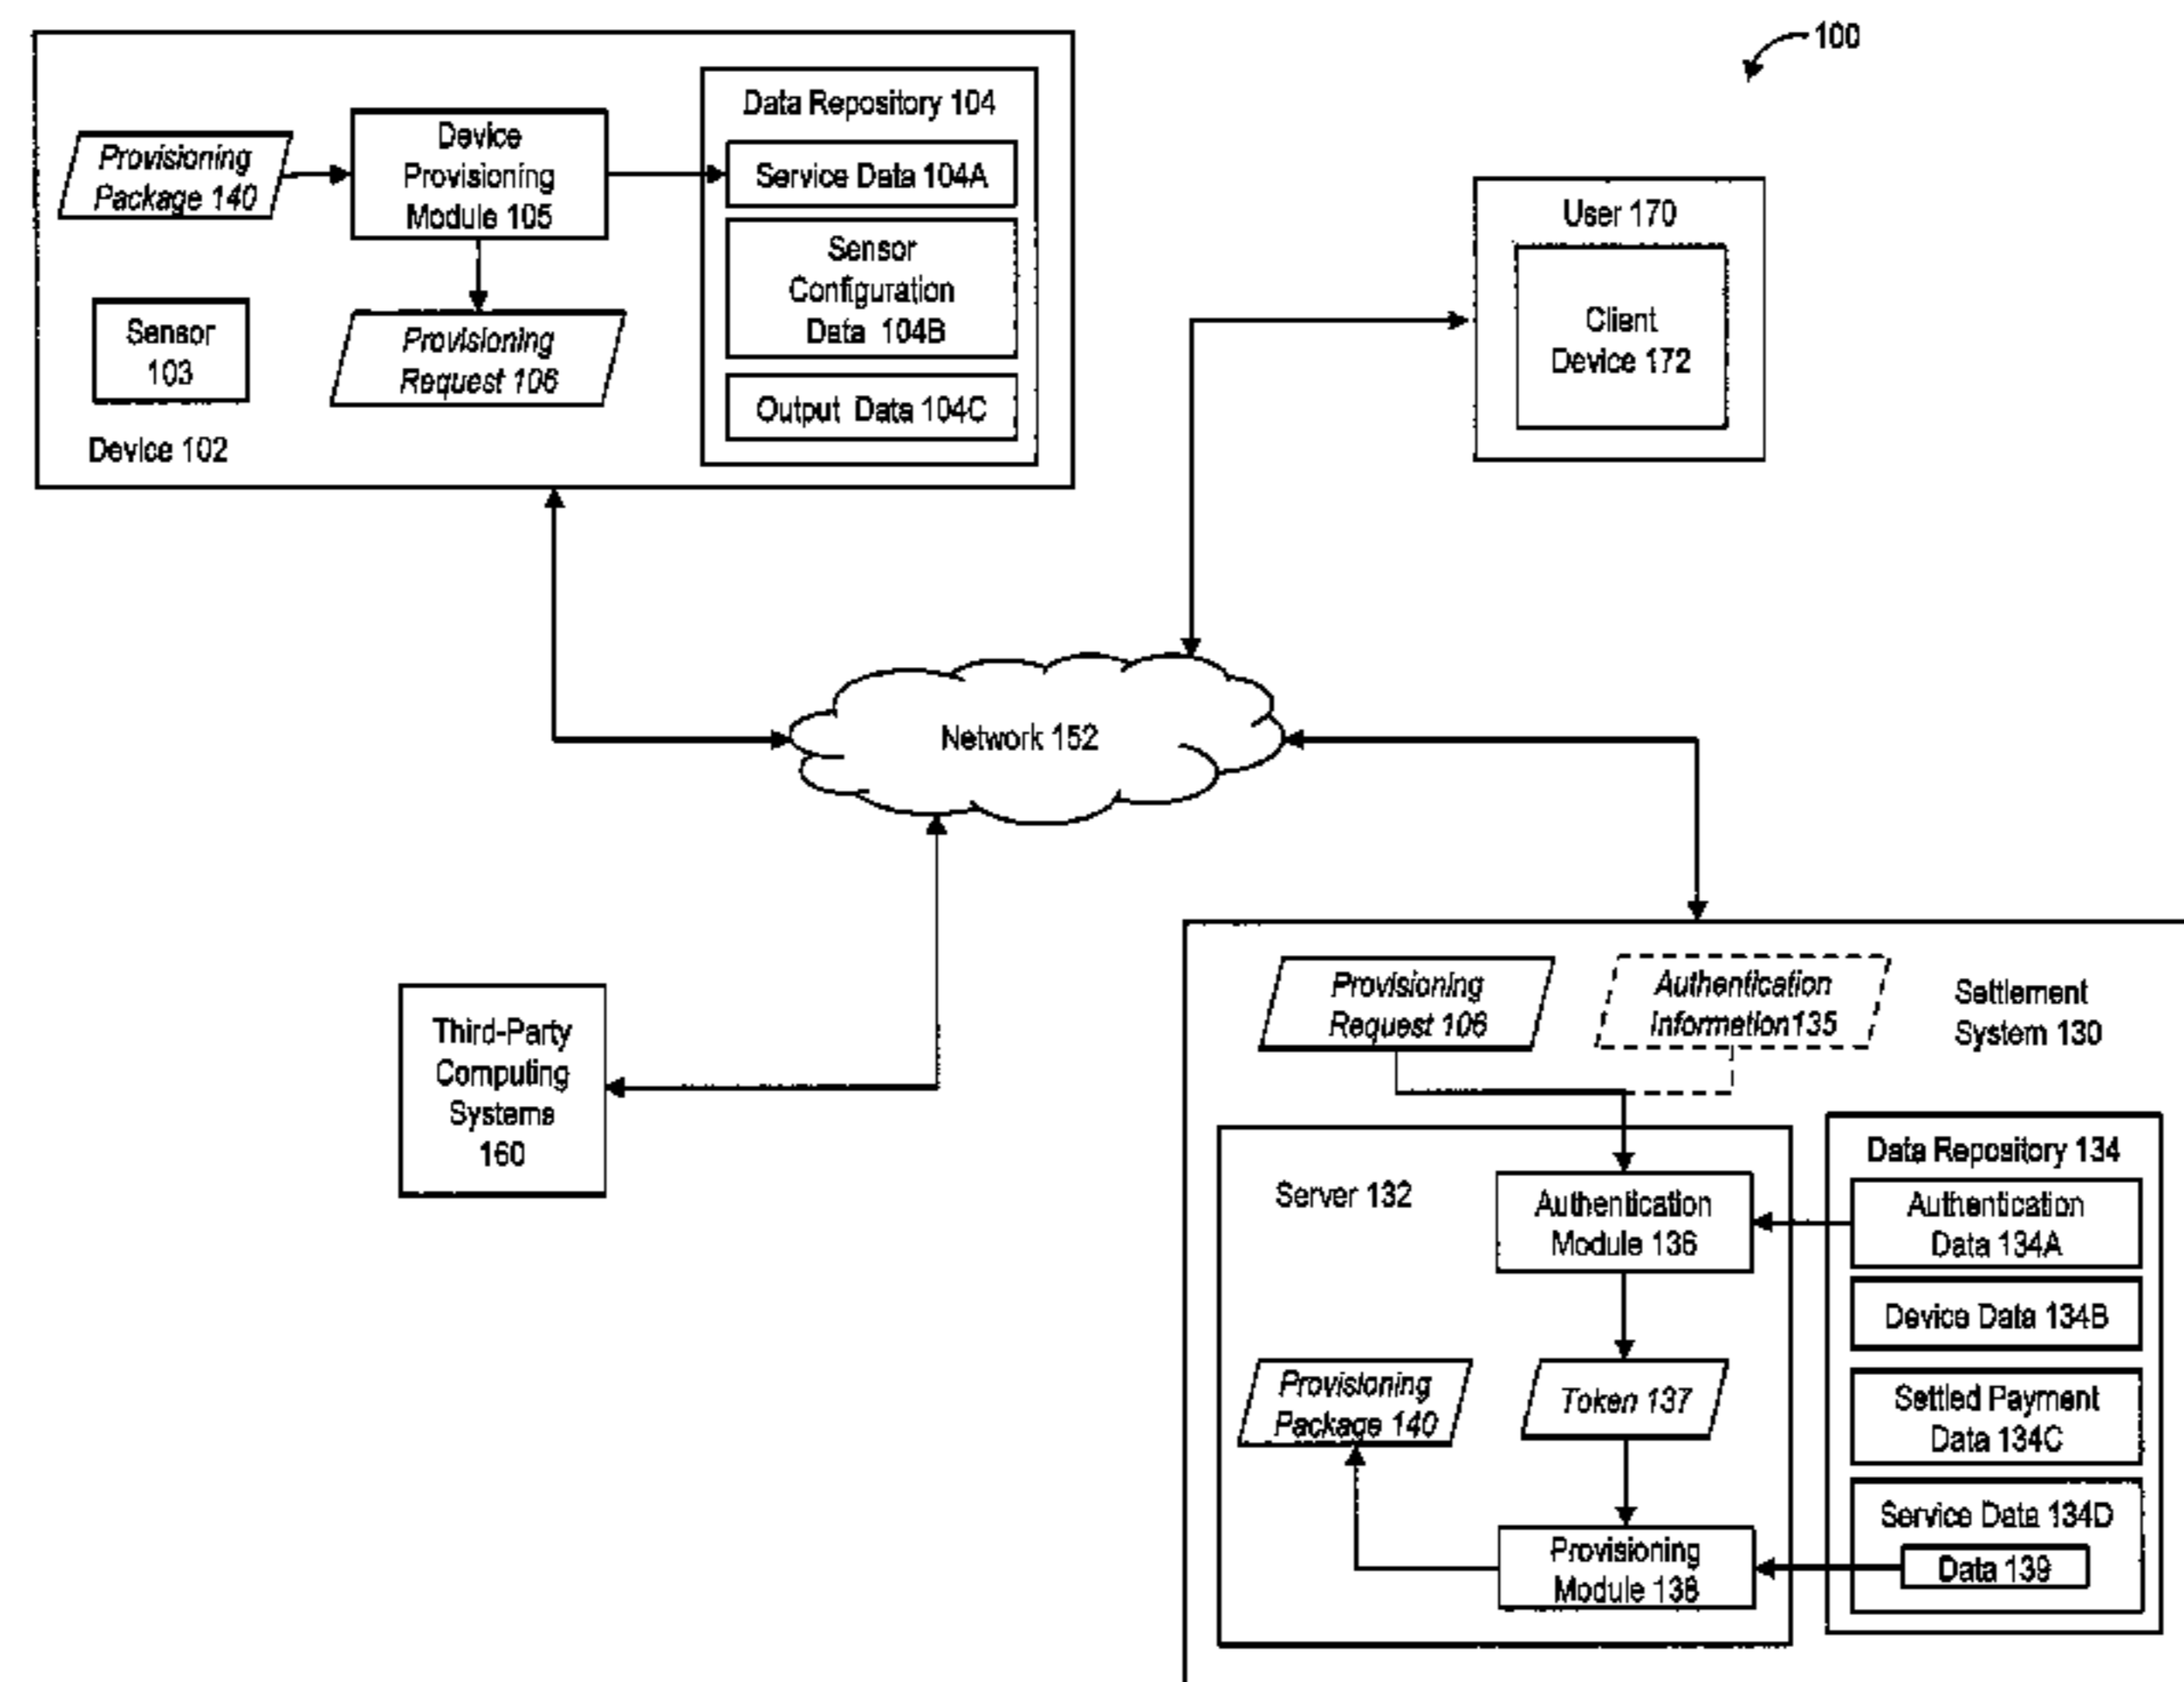 100
Data Repository 104
Provisioning
Package 140
Device
Provisioning
Module 105
Service Data 104A
Sensor
Configuration
Data 104B
Output Data 104C
Sensor
103
Provisioning
Request 106
Device 102
User 170
Client
Device 172
Network 152
Third-Party
Computing
Systems
160
Provisioning
Request 106
Authentication
Information135
Settlement
System 130
Server 132
Authentication
Module 136
Token 137
Provisioning
Package 140
Provisioning
Module 138
Data Repository 134
Authentication
Data 134A
Device Data 134B
Settled Payment
Data 134C
Service Data 134D
Data 139